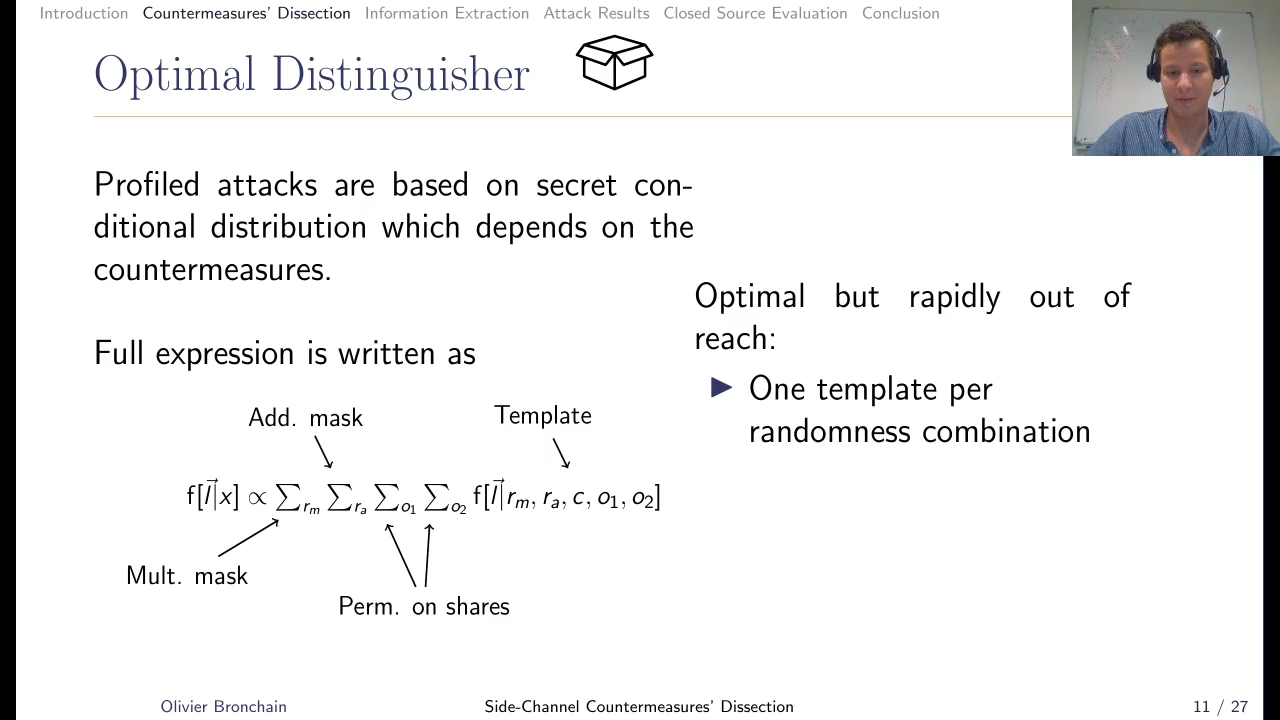 Introduction Countermeasures' Dissection Information Extraction Attack Results Closed Source Evaluation Conclusion
Optimal Distinguisher
Profiled attacks are based on secret con-
ditional distribution which depends on the
countermeasures.
Full expression is written as
Add. mask
Template
f[l⃗|x] ∝ ∑rₘ ∑rₐ ∑o₁ ∑o₂ f[l⃗|rₘ, rₐ, c, o₁, o₂]
Mult. mask
Perm. on shares
Optimal but rapidly out of
reach:
▶ One template per
randomness combination
Olivier Bronchain Side-Channel Countermeasures' Dissection 11 / 27